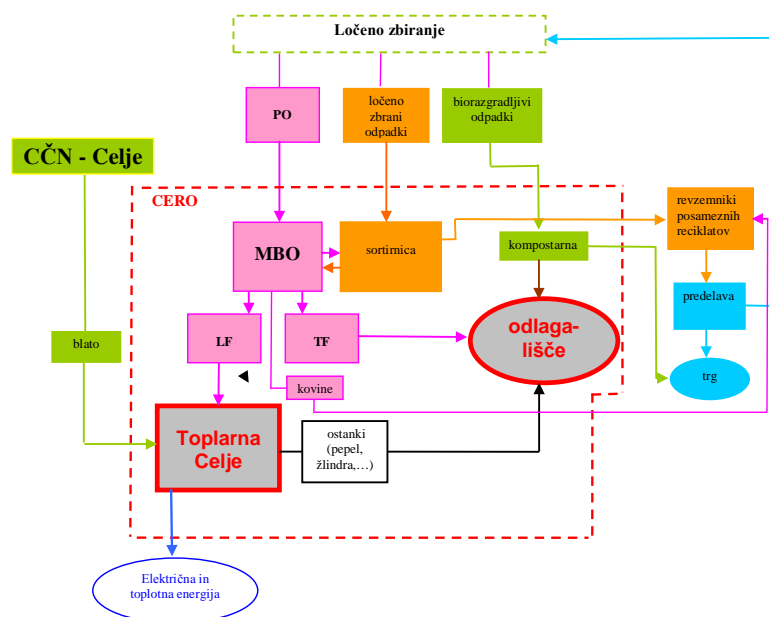 Ločeno zbiranje
PO
ločeno
zbrani
odpadki
biorazgradljivi
odpadki
CČN - Celje
CERO
revzemniki
posameznih
reciklatov
MBO
sortirnica
kompostarna
predelava
blato
LF
TF
odlaga-
lišče
trg
kovine
Toplarna
Celje
ostanki
(pepel,
žlindra,...)
Električna in
toplotna energija